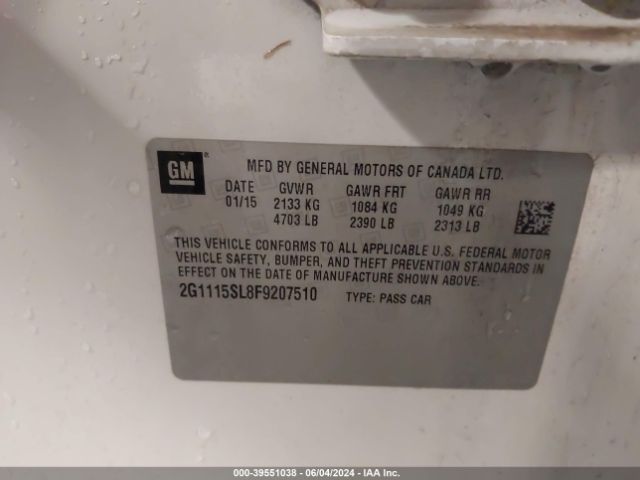 GM
MFD BY GENERAL MOTORS OF CANADA LTD.
DATE GVWR GAWR FRT GAWR RR
01/15 2133 KG 1084 KG 1049 KG
4703 LB 2390 LB 2313 LB
THIS VEHICLE CONFORMS TO ALL APPLICABLE U.S. FEDERAL MOTOR
VEHICLE SAFETY, BUMPER, AND THEFT PREVENTION STANDARDS IN
EFFECT ON THE DATE OF MANUFACTURE SHOWN ABOVE.
2G1115SL8F9207510 TYPE: PASS CAR
000-39551038 - 06/04/2024 - IAA Inc.